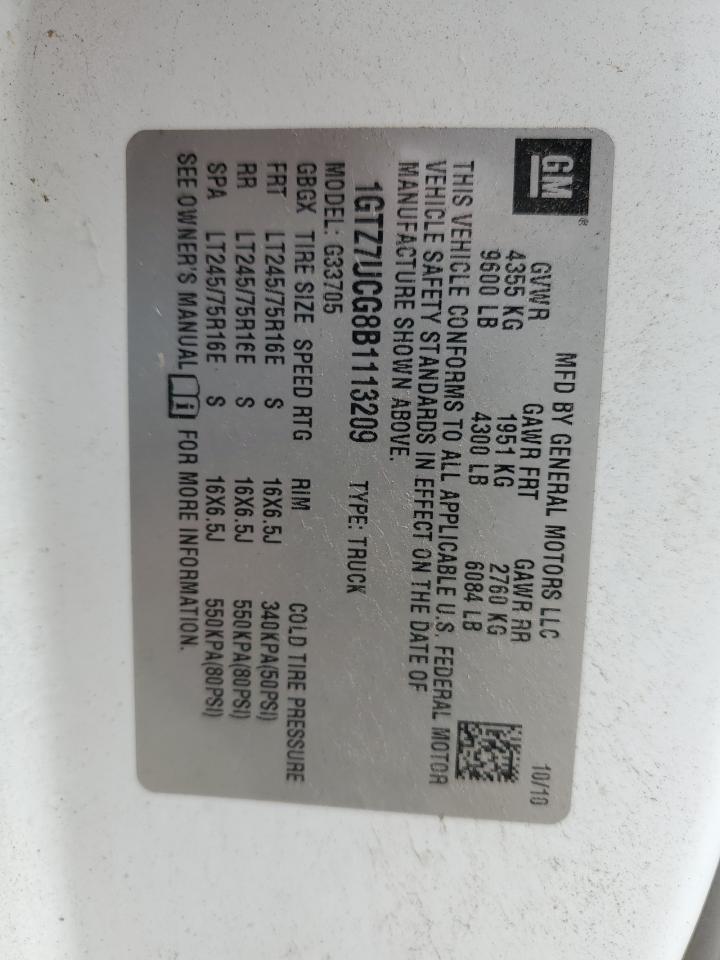 GM ®
MFD BY GENERAL MOTORS LLC 10/10
GVWR GAWR FRT GAWR RR
4355 KG 1951 KG 2760 KG
9600 LB 4300 LB 6084 LB
THIS VEHICLE CONFORMS TO ALL APPLICABLE U.S. FEDERAL MOTOR
VEHICLE SAFETY STANDARDS IN EFFECT ON THE DATE OF
MANUFACTURE SHOWN ABOVE.
1GTZ7UCG8B1113209 TYPE: TRUCK
MODEL: G33705
GBGX TIRE SIZE SPEED RTG RIM COLD TIRE PRESSURE
FRT LT245/75R16E S 16X6.5J 340KPA(50PSI)
RR LT245/75R16E S 16X6.5J 550KPA(80PSI)
SPA LT245/75R16E S 16X6.5J 550KPA(80PSI)
SEE OWNER'S MANUAL i FOR MORE INFORMATION.